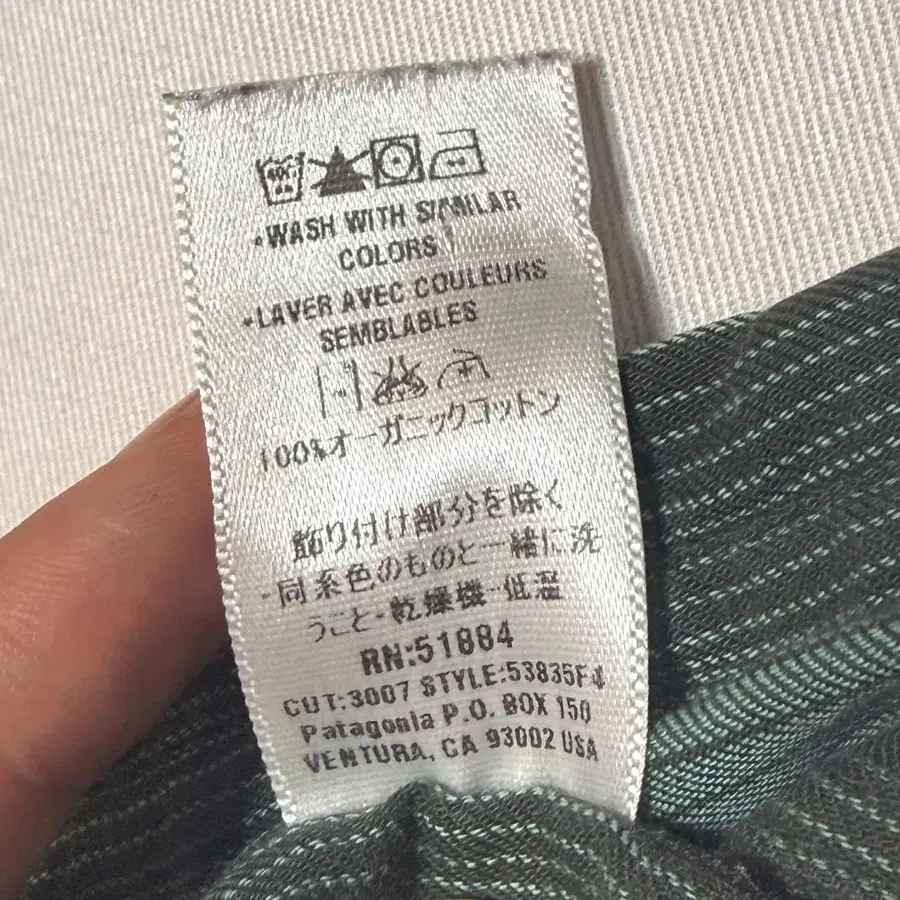 40C
• WASH WITH SIMILAR
COLORS
• LAVER AVEC COULEURS
SEMBLABLES
100%オーガニックコットン
飾り付け部分を除く
・同系色のものと一緒に洗
うこと・乾燥機・低温
RN:51884
CUT:3007 STYLE:53835F4
Patagonia P.O. BOX 150
VENTURA, CA 93002 USA